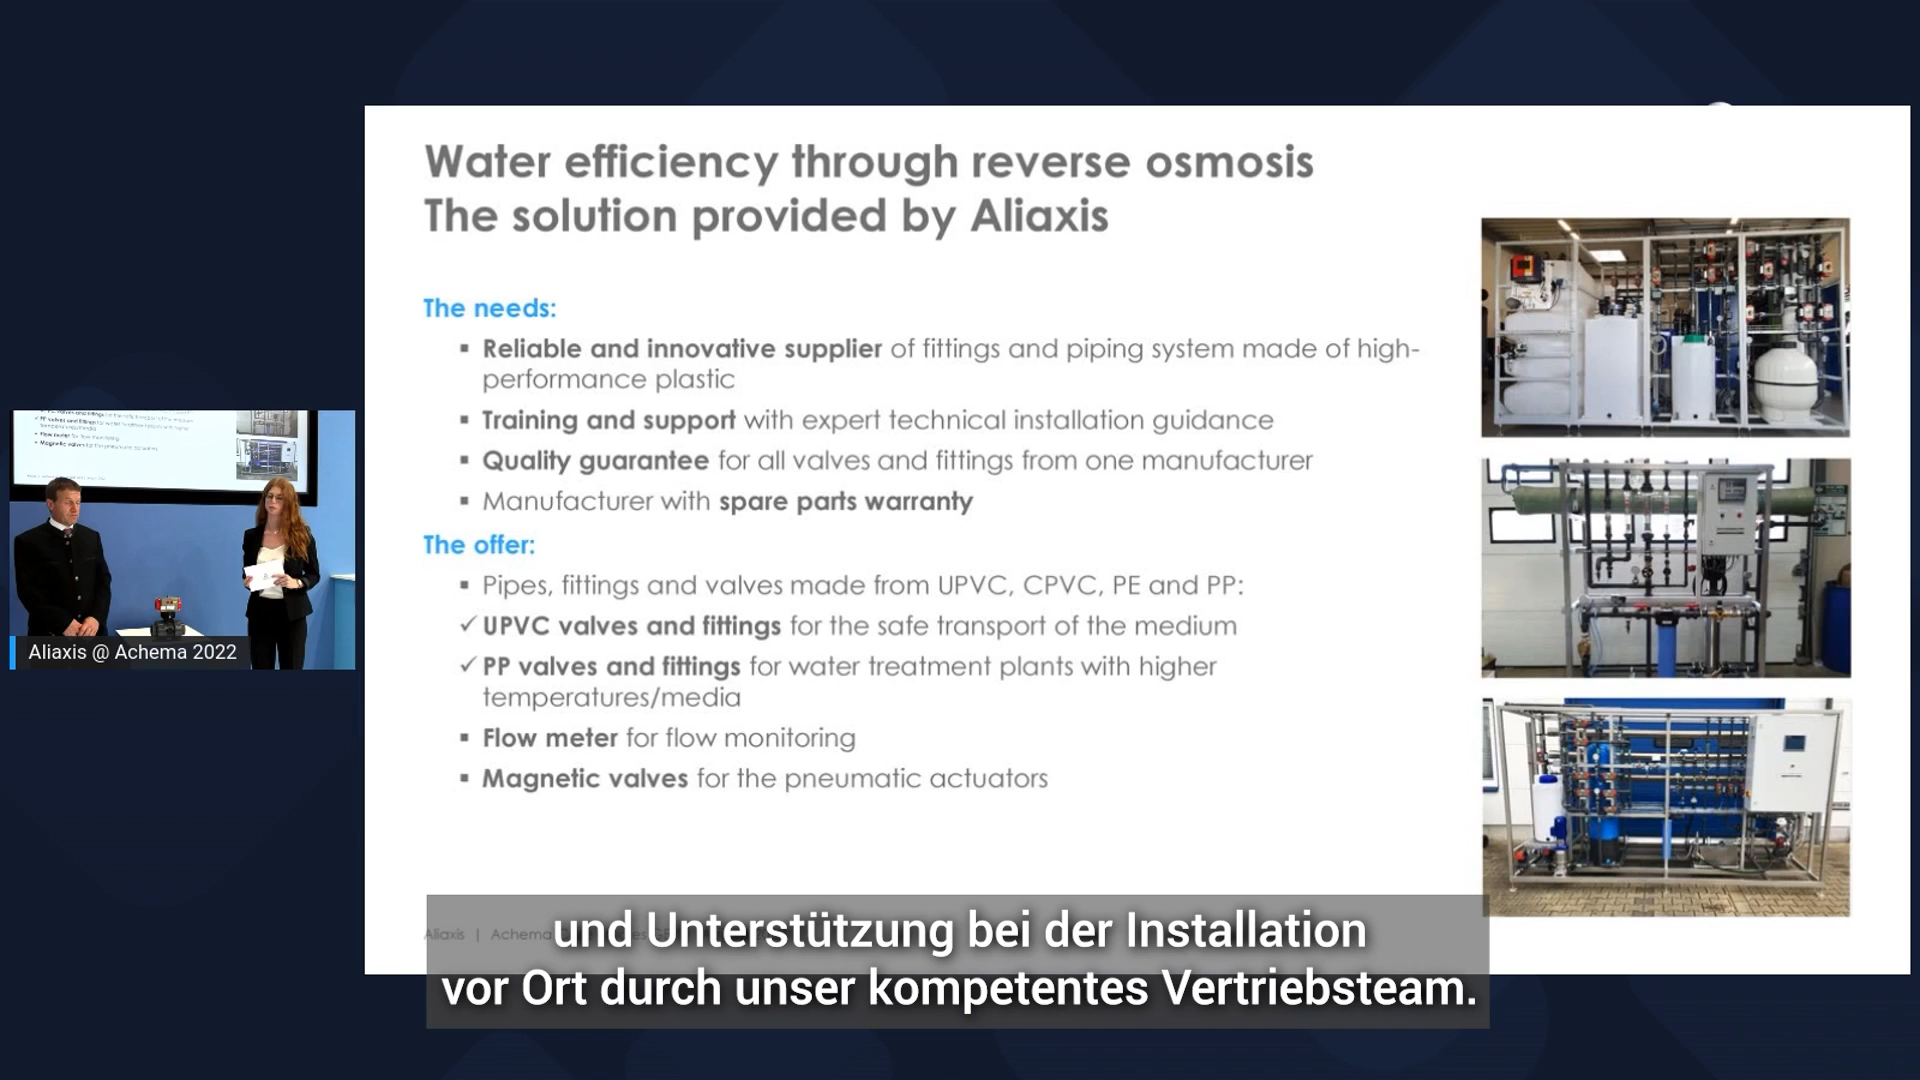 Water efficiency through reverse osmosis
The solution provided by Aliaxis
The needs:
▪ Reliable and innovative supplier of fittings and piping system made of high-
performance plastic
▪ Training and support with expert technical installation guidance
▪ Quality guarantee for all valves and fittings from one manufacturer
▪ Manufacturer with spare parts warranty
The offer:
▪ Pipes, fittings and valves made from UPVC, CPVC, PE and PP:
✓ UPVC valves and fittings for the safe transport of the medium
✓ PP valves and fittings for water treatment plants with higher
temperatures/media
▪ Flow meter for flow monitoring
▪ Magnetic valves for the pneumatic actuators
Aliaxis @ Achema 2022
Aliaxis | Achema
und Unterstützung bei der Installation
vor Ort durch unser kompetentes Vertriebsteam.